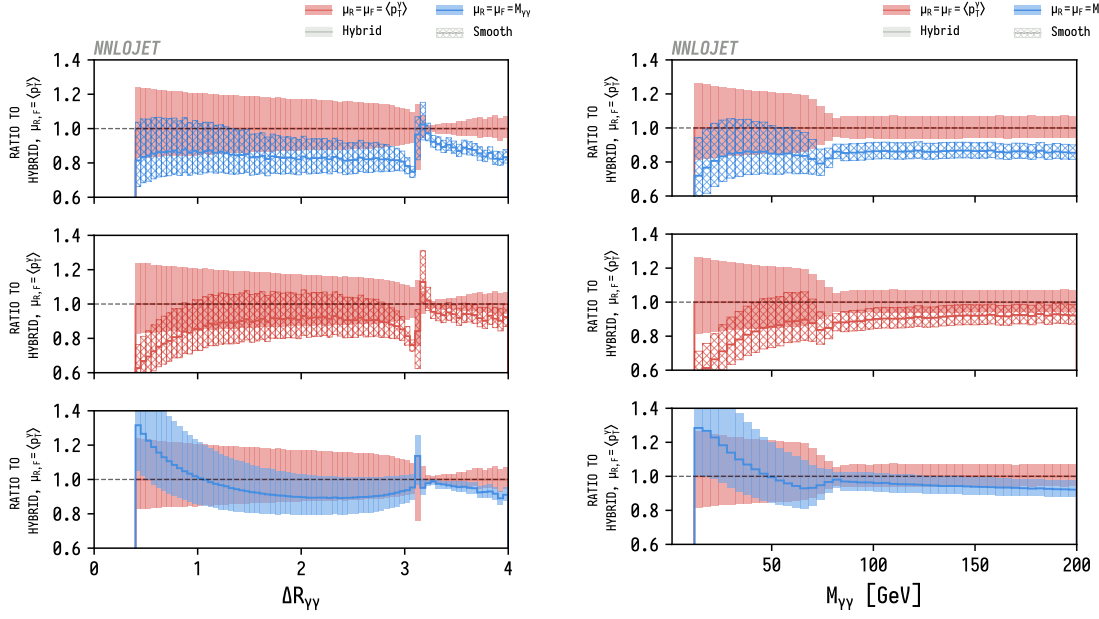 μR=μF=⟨pTγ⟩ μR=μF=Mγγ
Hybrid Smooth
NNLOJET
RATIO TO
HYBRID, μR,F=⟨pTγ⟩
1.4
1.2
1.0
0.8
0.6
RATIO TO
HYBRID, μR,F=⟨pTγ⟩
1.4
1.2
1.0
0.8
0.6
RATIO TO
HYBRID, μR,F=⟨pTγ⟩
1.4
1.2
1.0
0.8
0.6
0 1 2 3 4
ΔRγγ
μR=μF=⟨pTγ⟩ μR=μF=M
Hybrid Smooth
NNLOJET
RATIO TO
HYBRID, μR,F=⟨pTγ⟩
1.4
1.2
1.0
0.8
0.6
RATIO TO
HYBRID, μR,F=⟨pTγ⟩
1.4
1.2
1.0
0.8
0.6
RATIO TO
HYBRID, μR,F=⟨pTγ⟩
1.4
1.2
1.0
0.8
0.6
50 100 150 200
Mγγ [GeV]